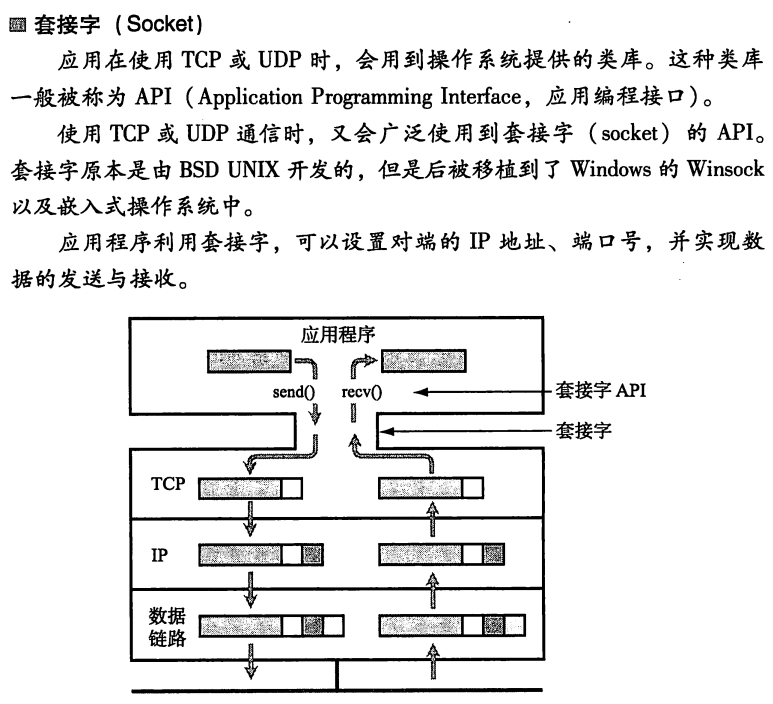 套接字（Socket）
应用在使用 TCP 或 UDP 时，会用到操作系统提供的类库。这种类库
一般被称为 API（Application Programming Interface，应用编程接口）。
使用 TCP 或 UDP 通信时，又会广泛使用到套接字（socket）的 API。
套接字原本是由 BSD UNIX 开发的，但是后被移植到了 Windows 的 Winsock
以及嵌入式操作系统中。
应用程序利用套接字，可以设置对端的 IP 地址、端口号，并实现数
据的发送与接收。
应用程序
send() recv()
套接字 API
套接字
TCP
IP
数据
链路